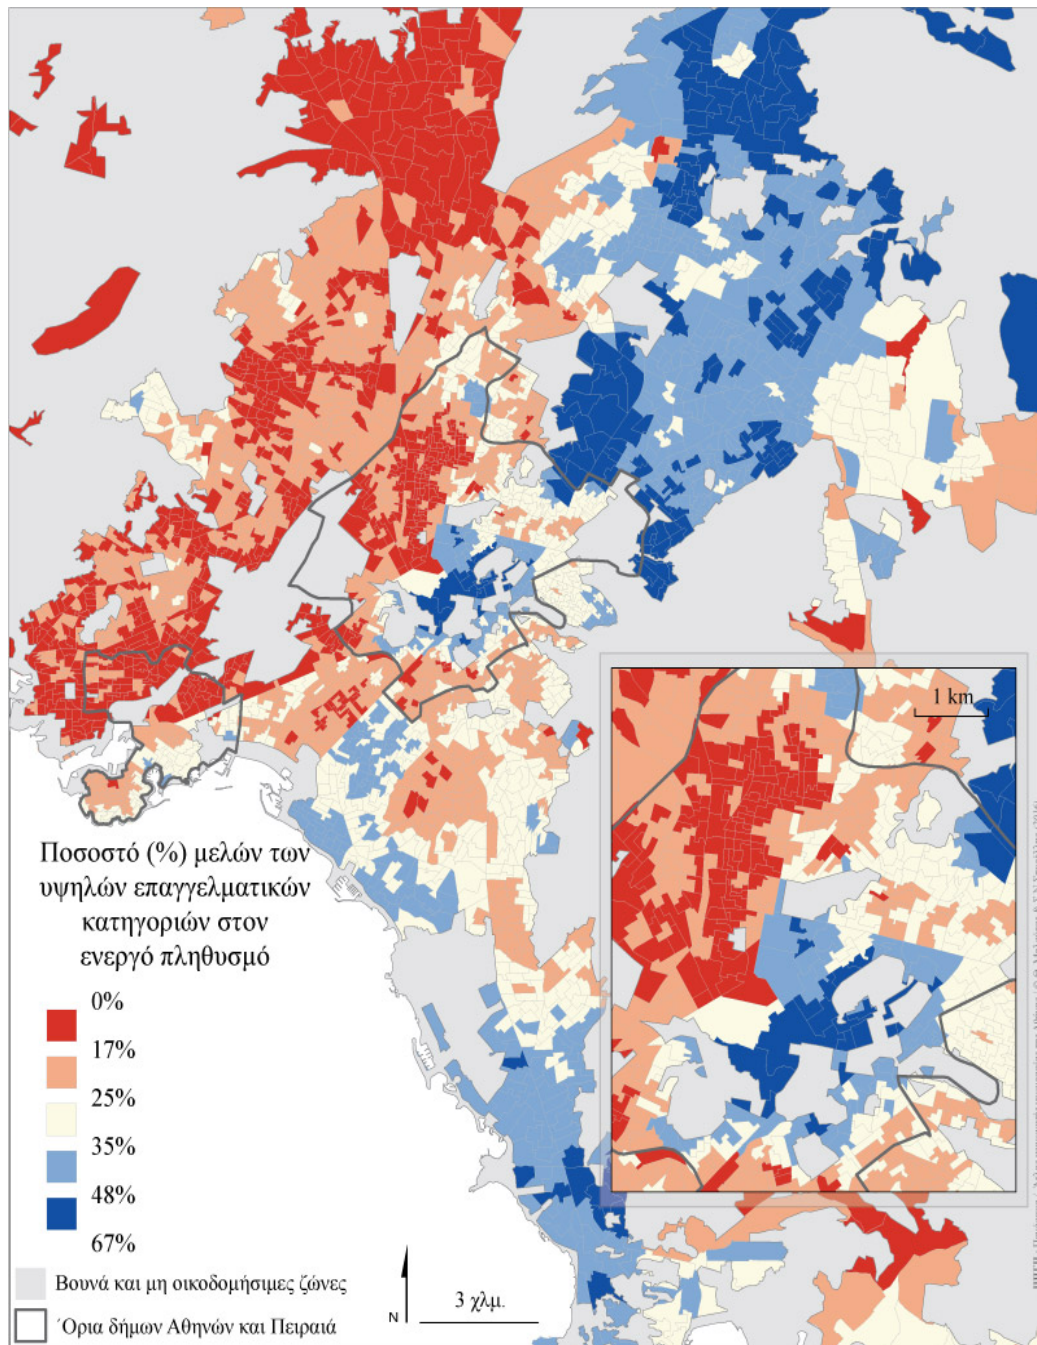 1 km
Ποσοστό (%) μελών των
υψηλών επαγγελματικών
κατηγοριών στον
ενεργό πληθυσμό
0%
17%
25%
35%
48%
67%
Βουνά και μη οικοδομήσιμες ζώνες
Όρια δήμων Αθηνών και Πειραιά
N
3 χλμ.